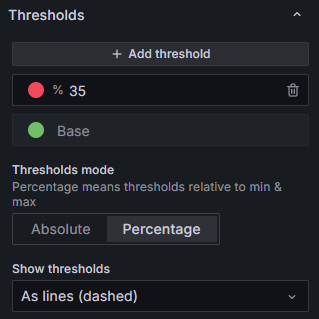 Thresholds
+ Add threshold
% 35
Base
Thresholds mode
Percentage means thresholds relative to min &
max
Absolute Percentage
Show thresholds
As lines (dashed)